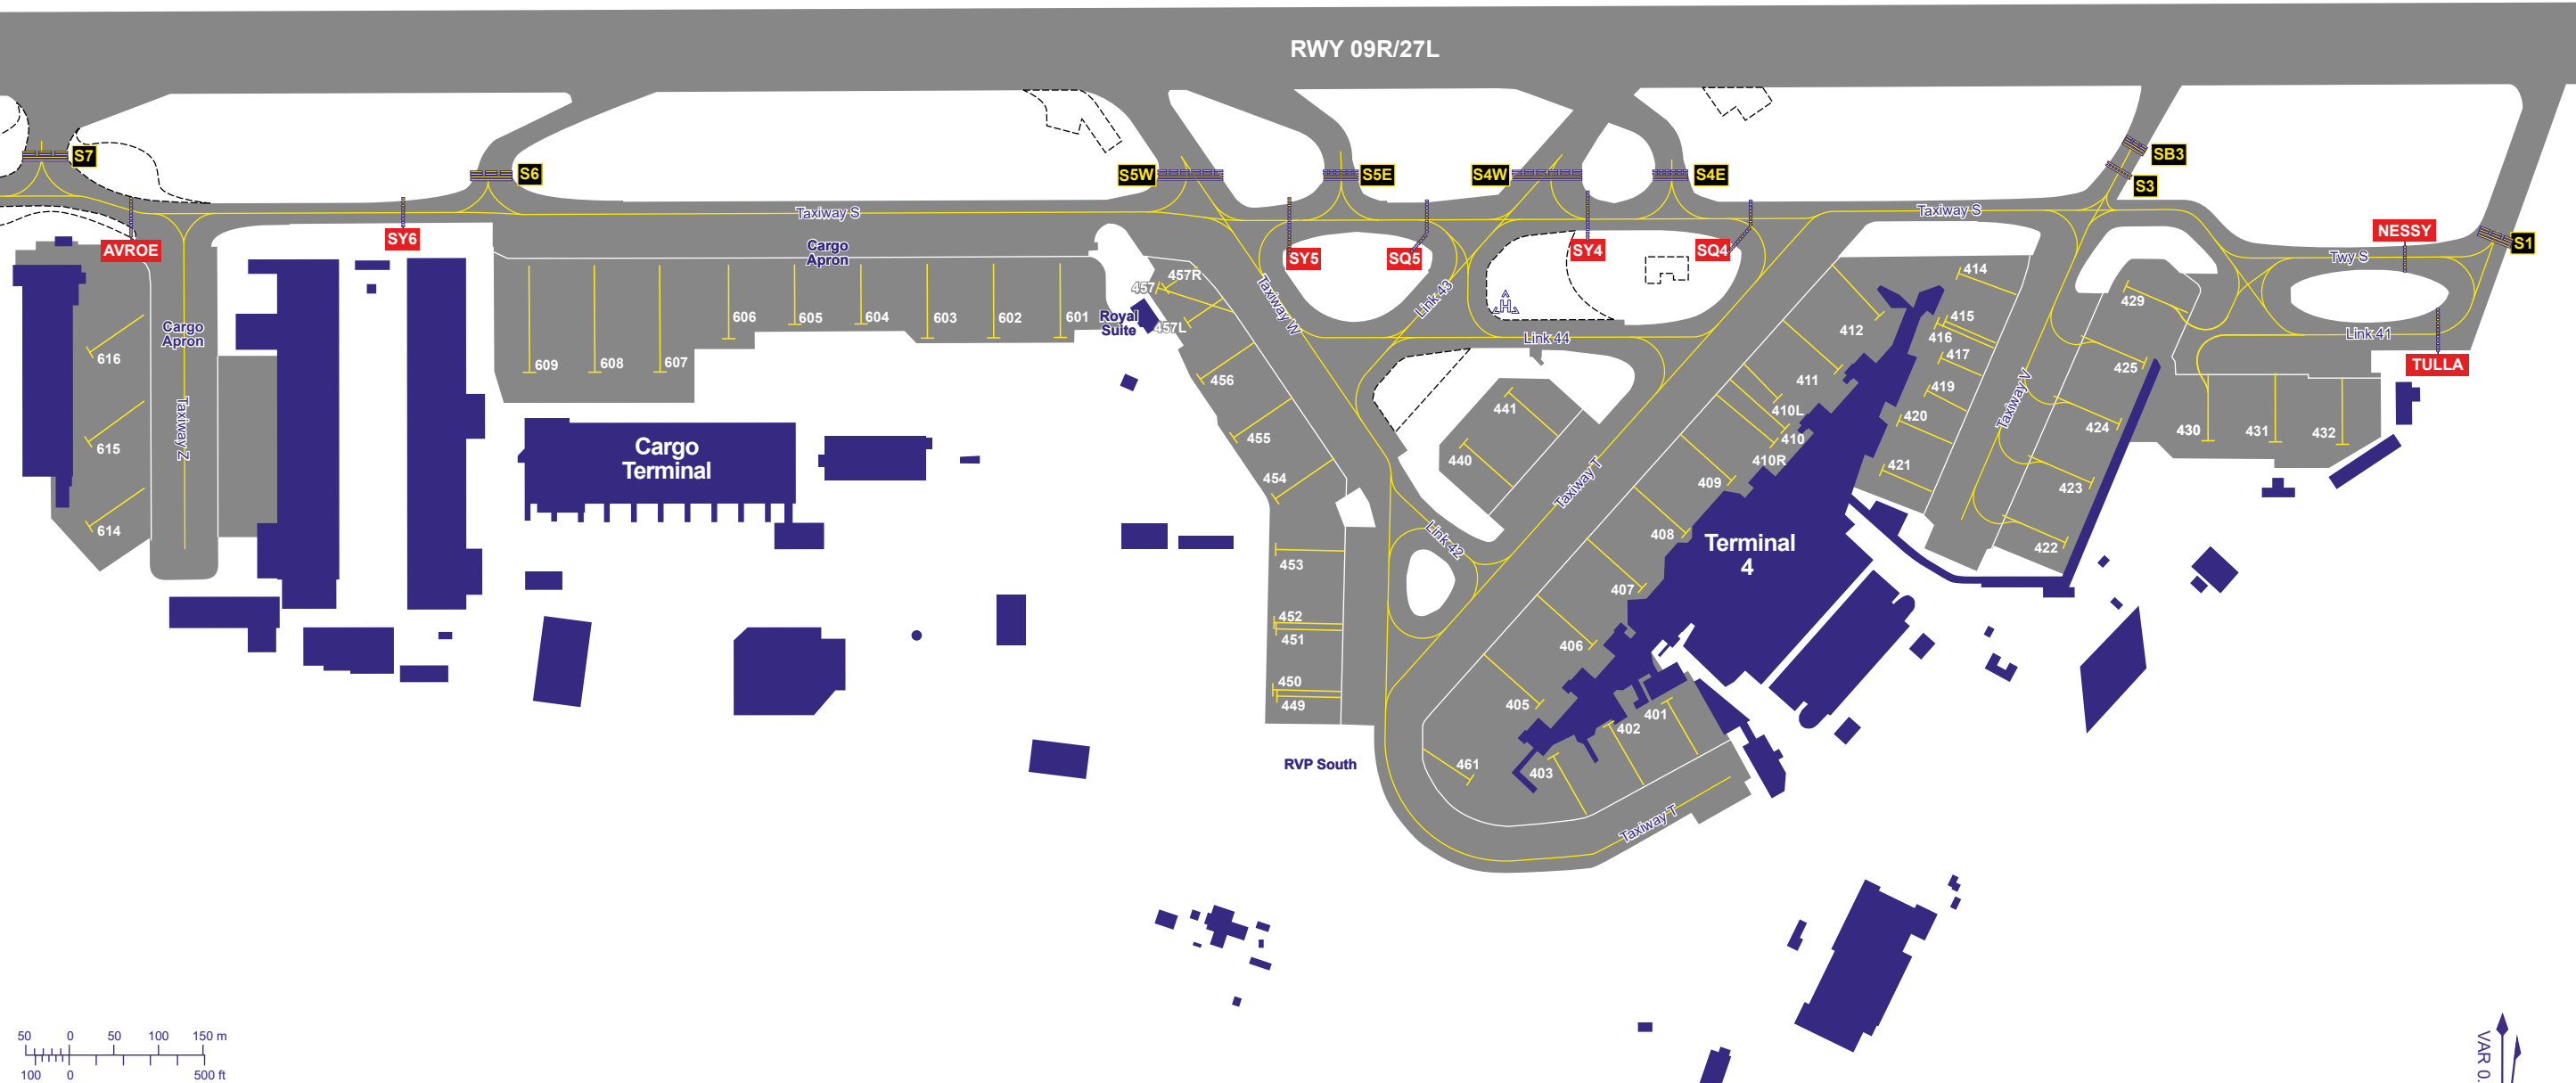 RWY 09R/27L
S7
S6
S5W
S5E
S4W
S4E
SB3
S3
S1
Taxiway S
Taxiway S
Twy S
AVROE
SY6
SY5
SQ5
SY4
SQ4
NESSY
TULLA
Cargo
Apron
Cargo
Apron
Taxiway Z
616
615
614
609
608
607
606
605
604
603
602
601
Royal
Suite
457
457R
457L
456
455
454
453
452
451
450
449
RVP South
Taxiway W
Link 43
Link 44
H
Link 42
Taxiway T
441
440
Cargo
Terminal
Terminal
4
412
411
410L
410
410R
409
408
407
406
405
461
403
402
401
Taxiway T
414
415
416
417
419
420
421
Taxiway V
429
425
424
423
422
430
431
432
Link 41
50 0 50 100 150 m
100 0 500 ft
VAR 0.